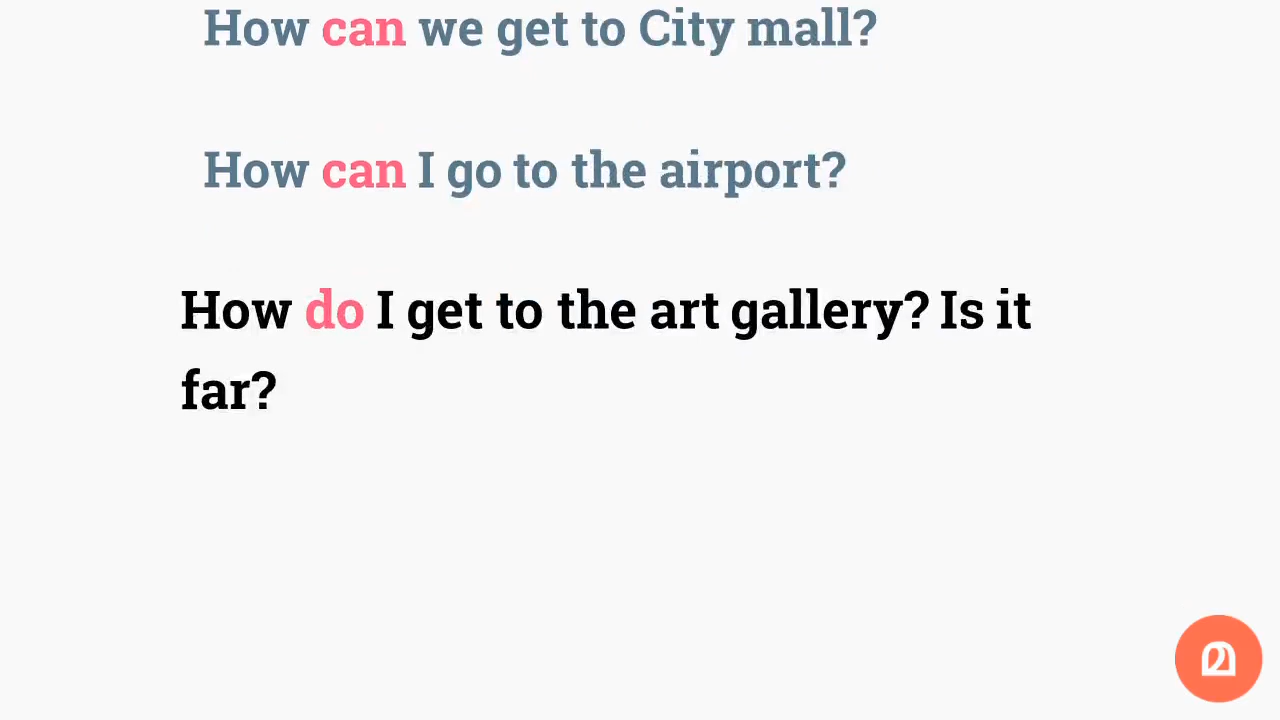 How can we get to City mall?
How can I go to the airport?
How do I get to the art gallery? Is it
far?